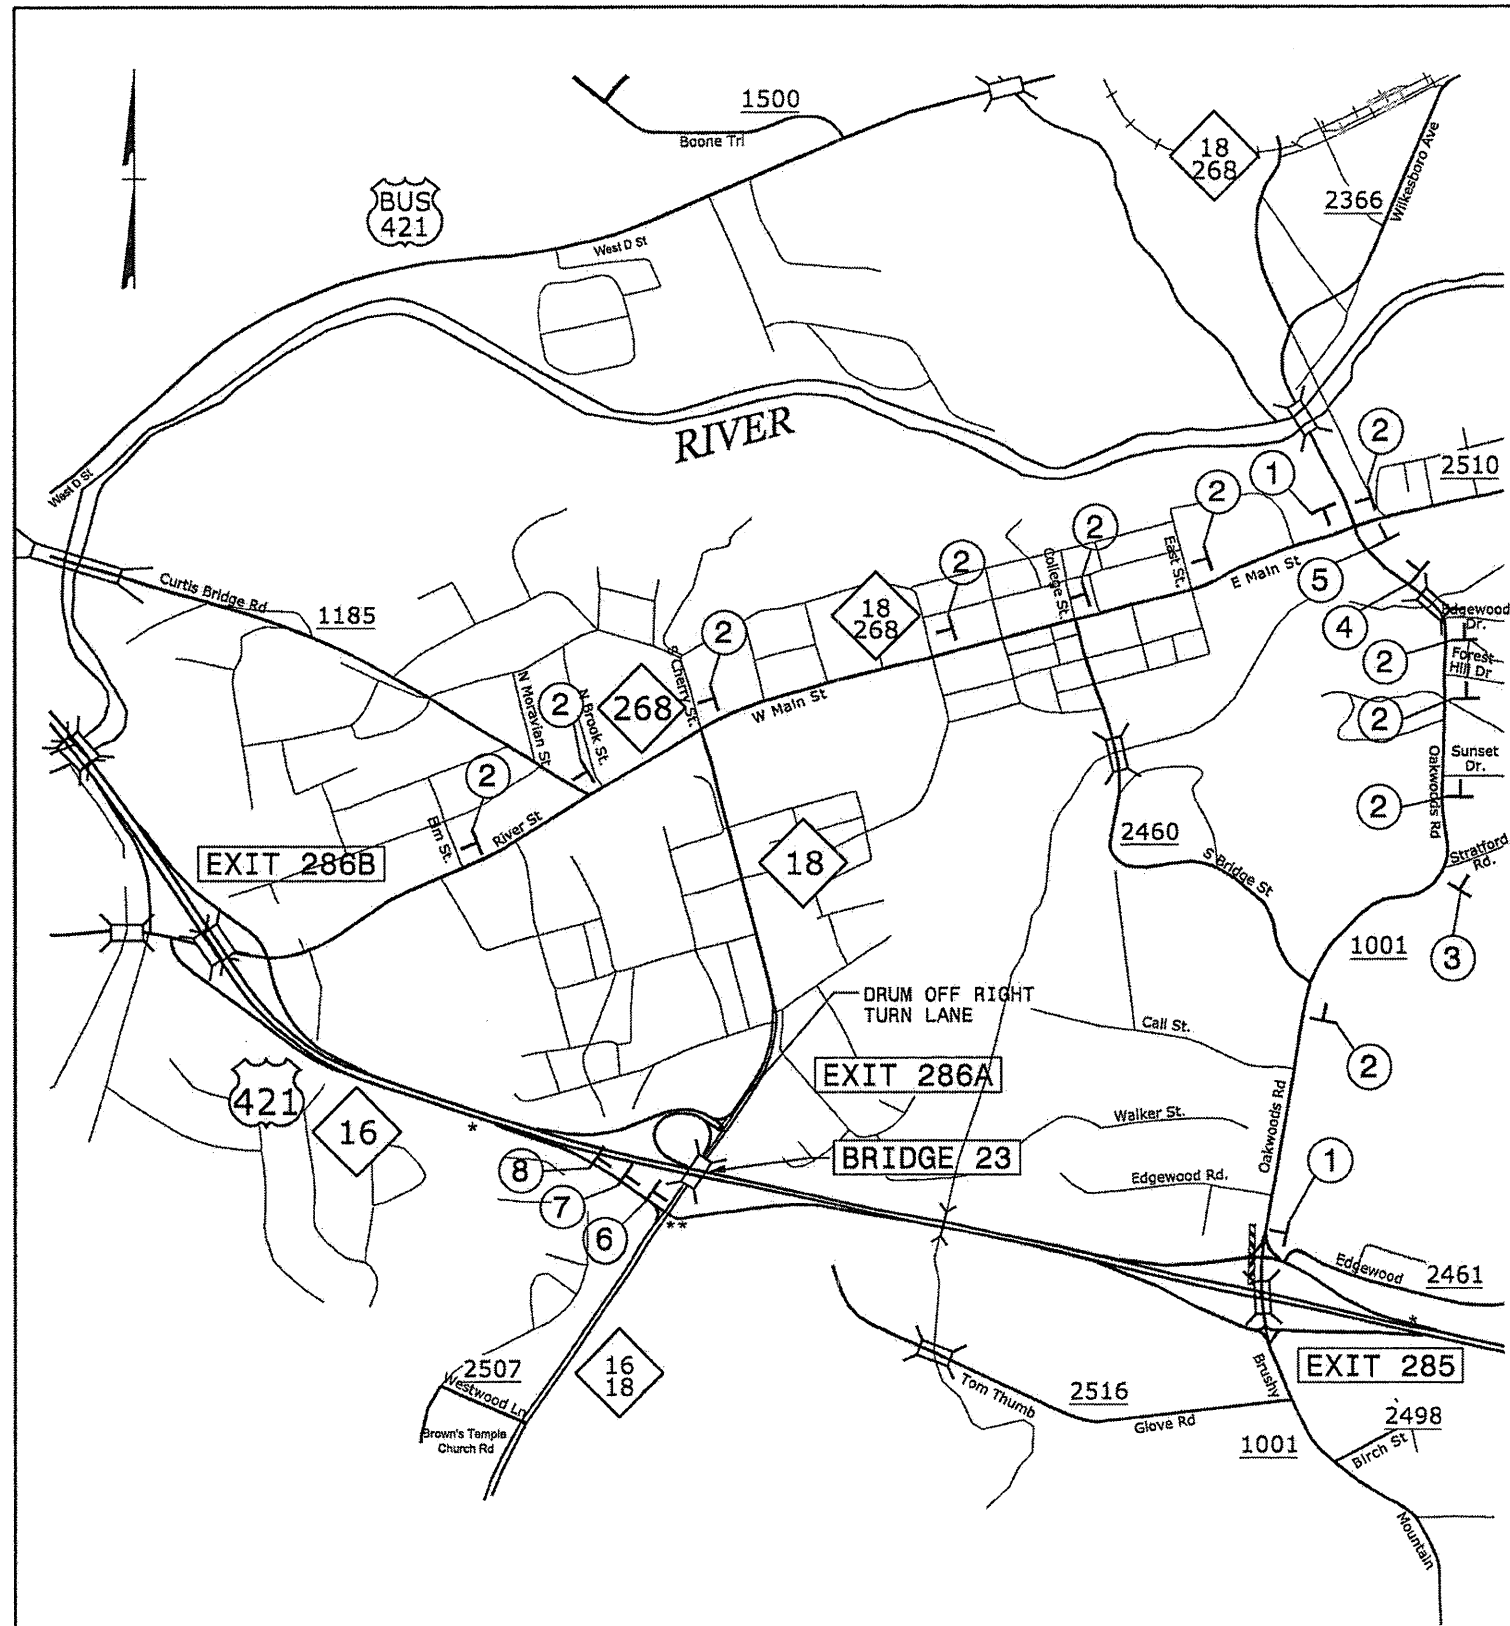 1500
Boone Trl
18
268
2366
Wilkesboro Ave
BUS
421
West D St
RIVER
West D St
2
1
2
2510
2
2
College St.
East St.
E Main St
5
Curtis Bridge Rd
1185
18
268
4
Edgewood
Dr.
2
Forest
Hill Dr
2
S Cherry St.
268
2
N Moravian St
N Brook St.
W Main St
2
Oakwoods Rd
Sunset
Dr.
2
2
Elm St.
River St
EXIT 286B
18
2460
S Bridge St
Stratford
Rd.
1001
3
DRUM OFF RIGHT
TURN LANE
Call St.
2
EXIT 286A
421
16
*
Walker St.
Oakwoods Rd
BRIDGE 23
1
8
7
6
**
Edgewood Rd.
Edgewood
2461
*
2507
Westwood Ln
16
18
Brown's Temple
Church Rd
Tom Thumb
2516
Glove Rd
Brushy
EXIT 285
2498
1001
Birch St
Mountain